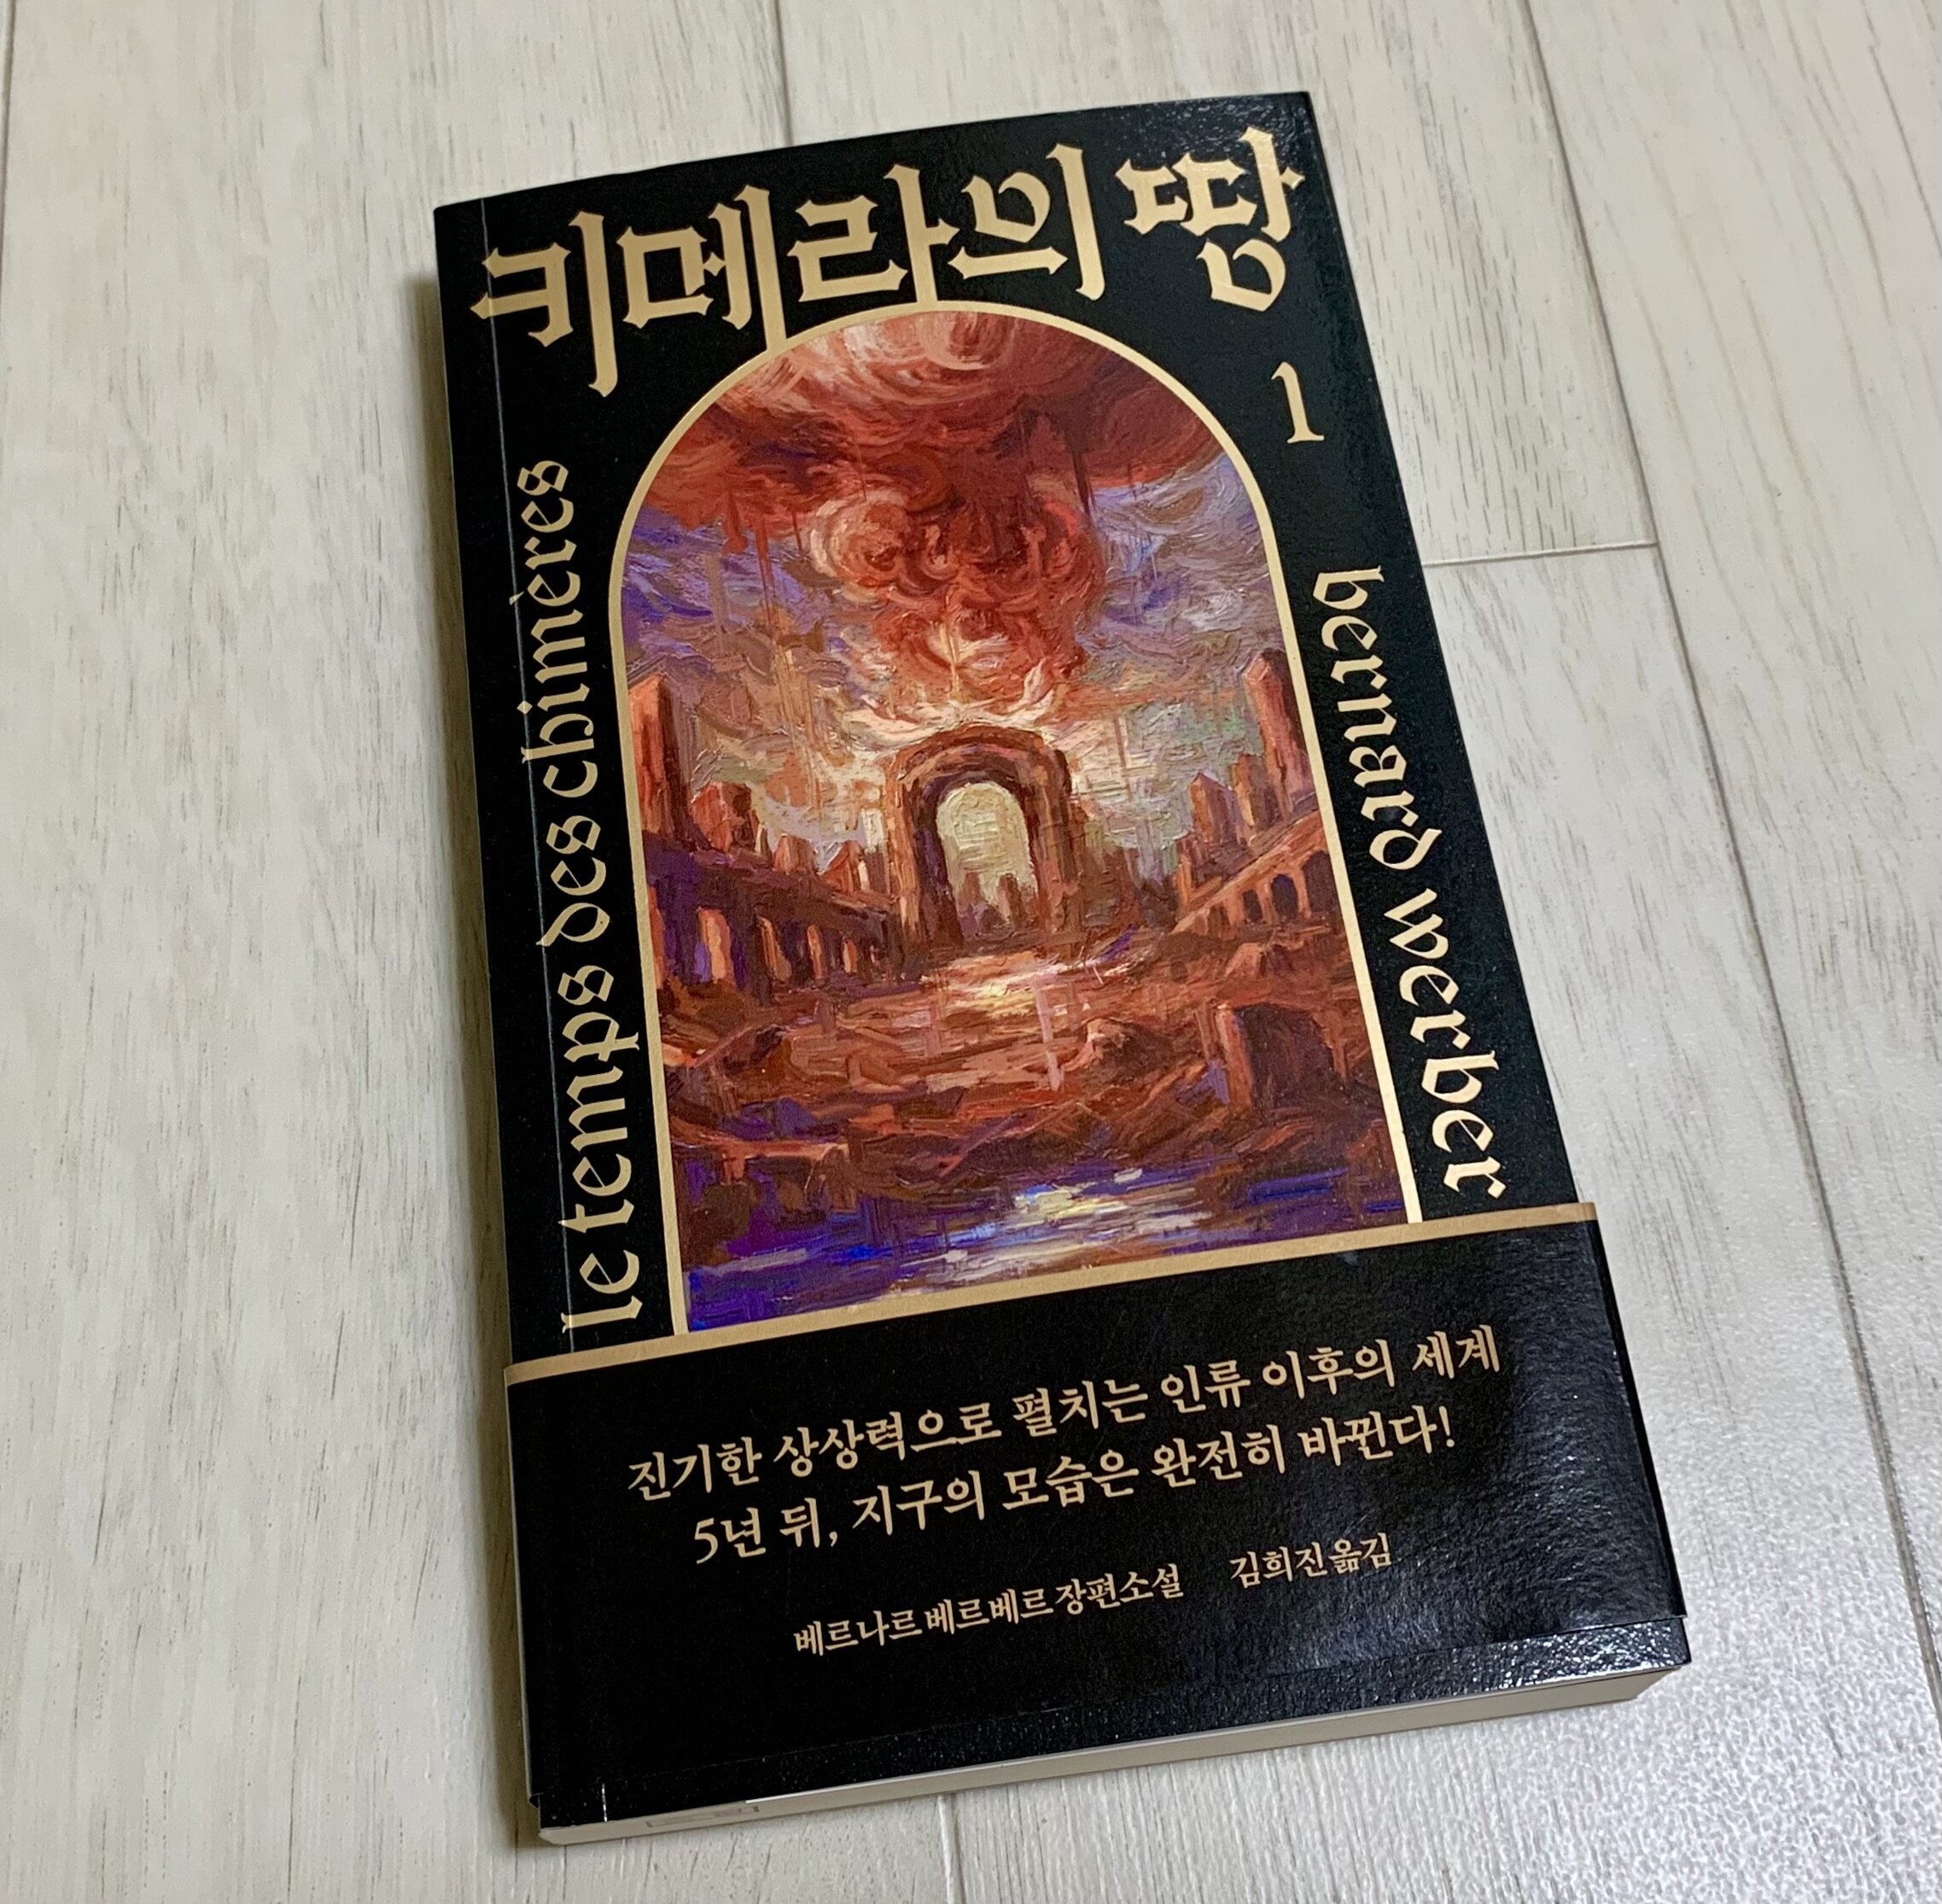 키메라의 땅
1
le temps des chimères
bernard werber
진기한 상상력으로 펼치는 인류 이후의 세계
5년 뒤, 지구의 모습은 완전히 바뀐다!
베르나르 베르베르 장편소설 김희진 옮김